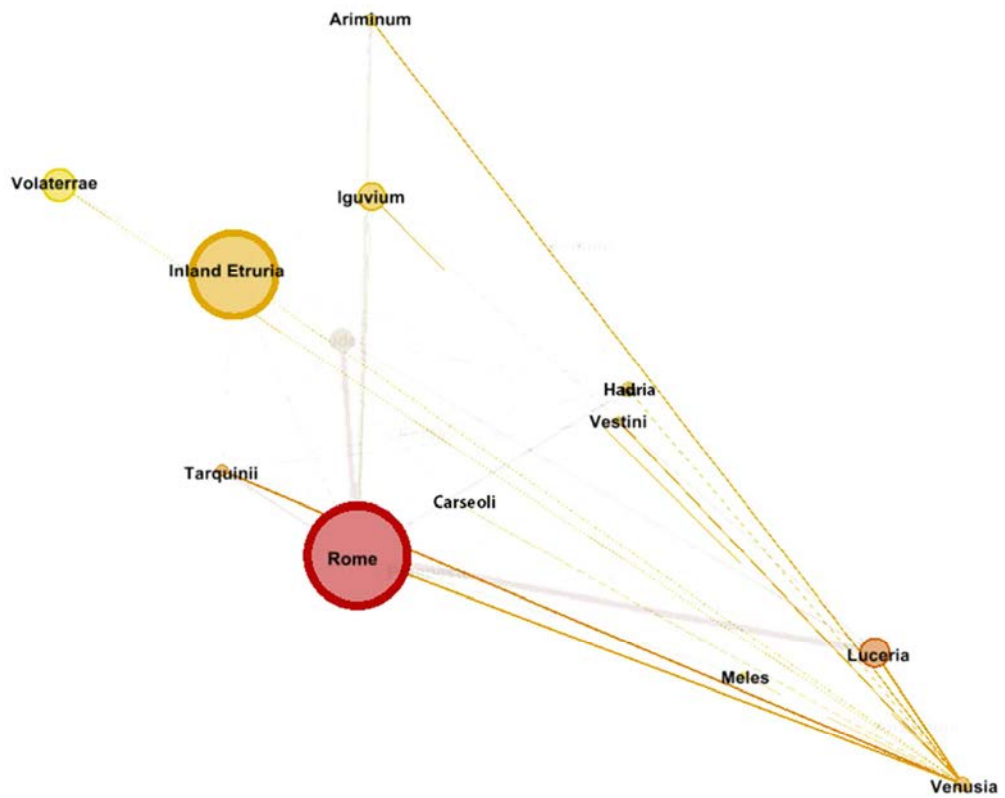 Ariminum
Volaterrae
Iguvium
Inland Etruria
Hadria
Vestini
Tarquinii
Carseoli
Rome
Luceria
Meles
Venusia